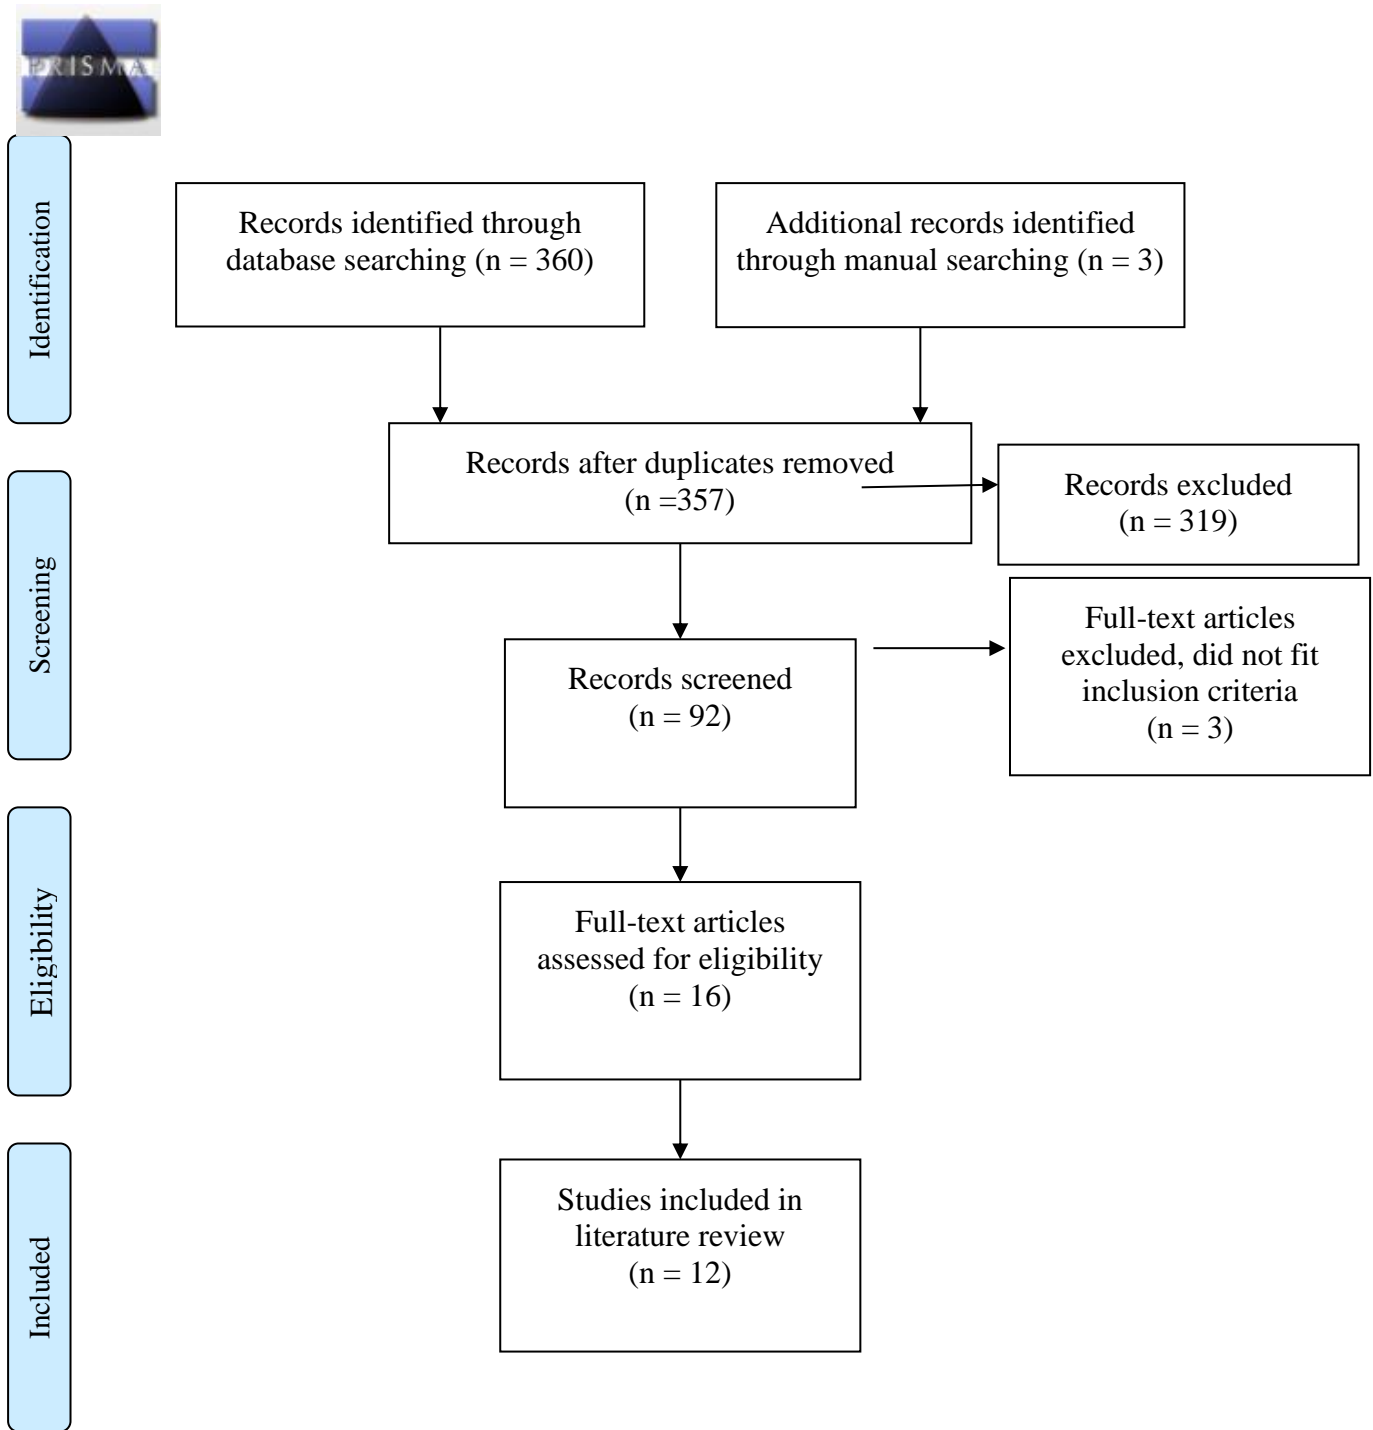 PRISMA
Identification
Records identified through
database searching (n = 360)
Additional records identified
through manual searching (n = 3)
Records after duplicates removed
(n =357)
Records excluded
(n = 319)
Screening
Records screened
(n = 92)
Full-text articles
excluded, did not fit
inclusion criteria
(n = 3)
Eligibility
Full-text articles
assessed for eligibility
(n = 16)
Included
Studies included in
literature review
(n = 12)